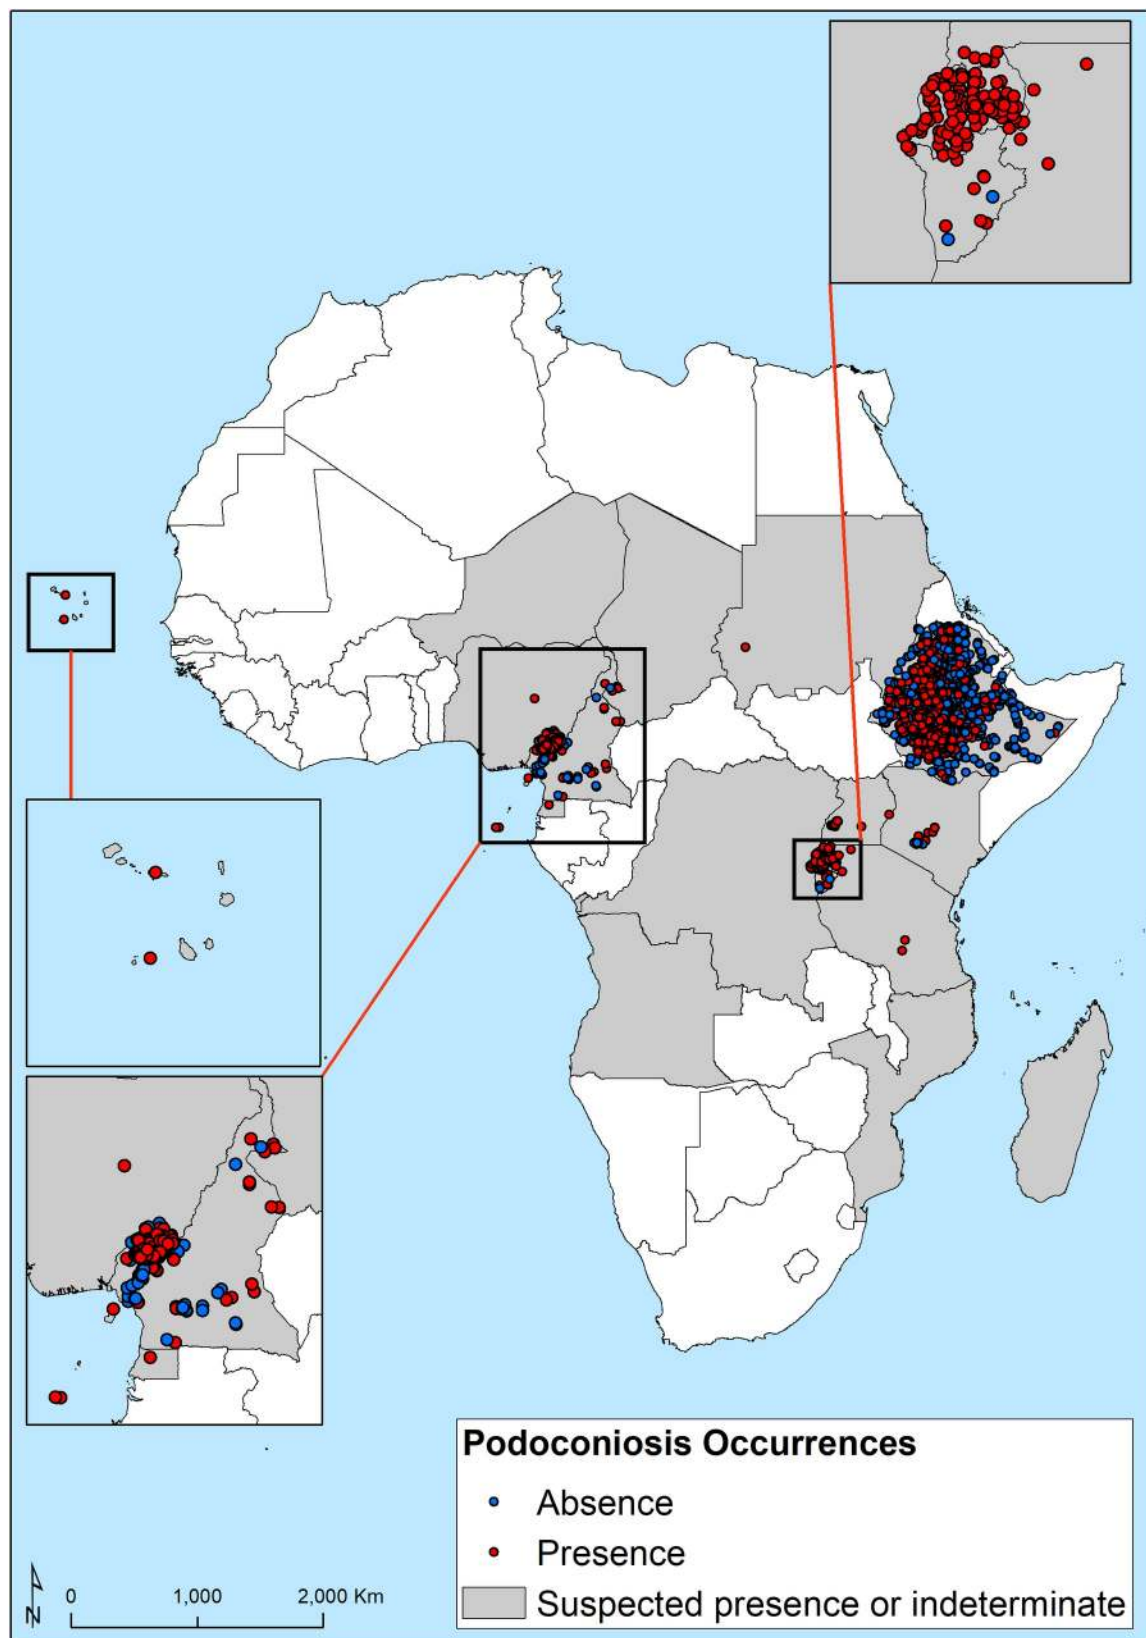 Podoconiosis Occurrences
Absence
Presence
Suspected presence or indeterminate
N
0 1,000 2,000 Km